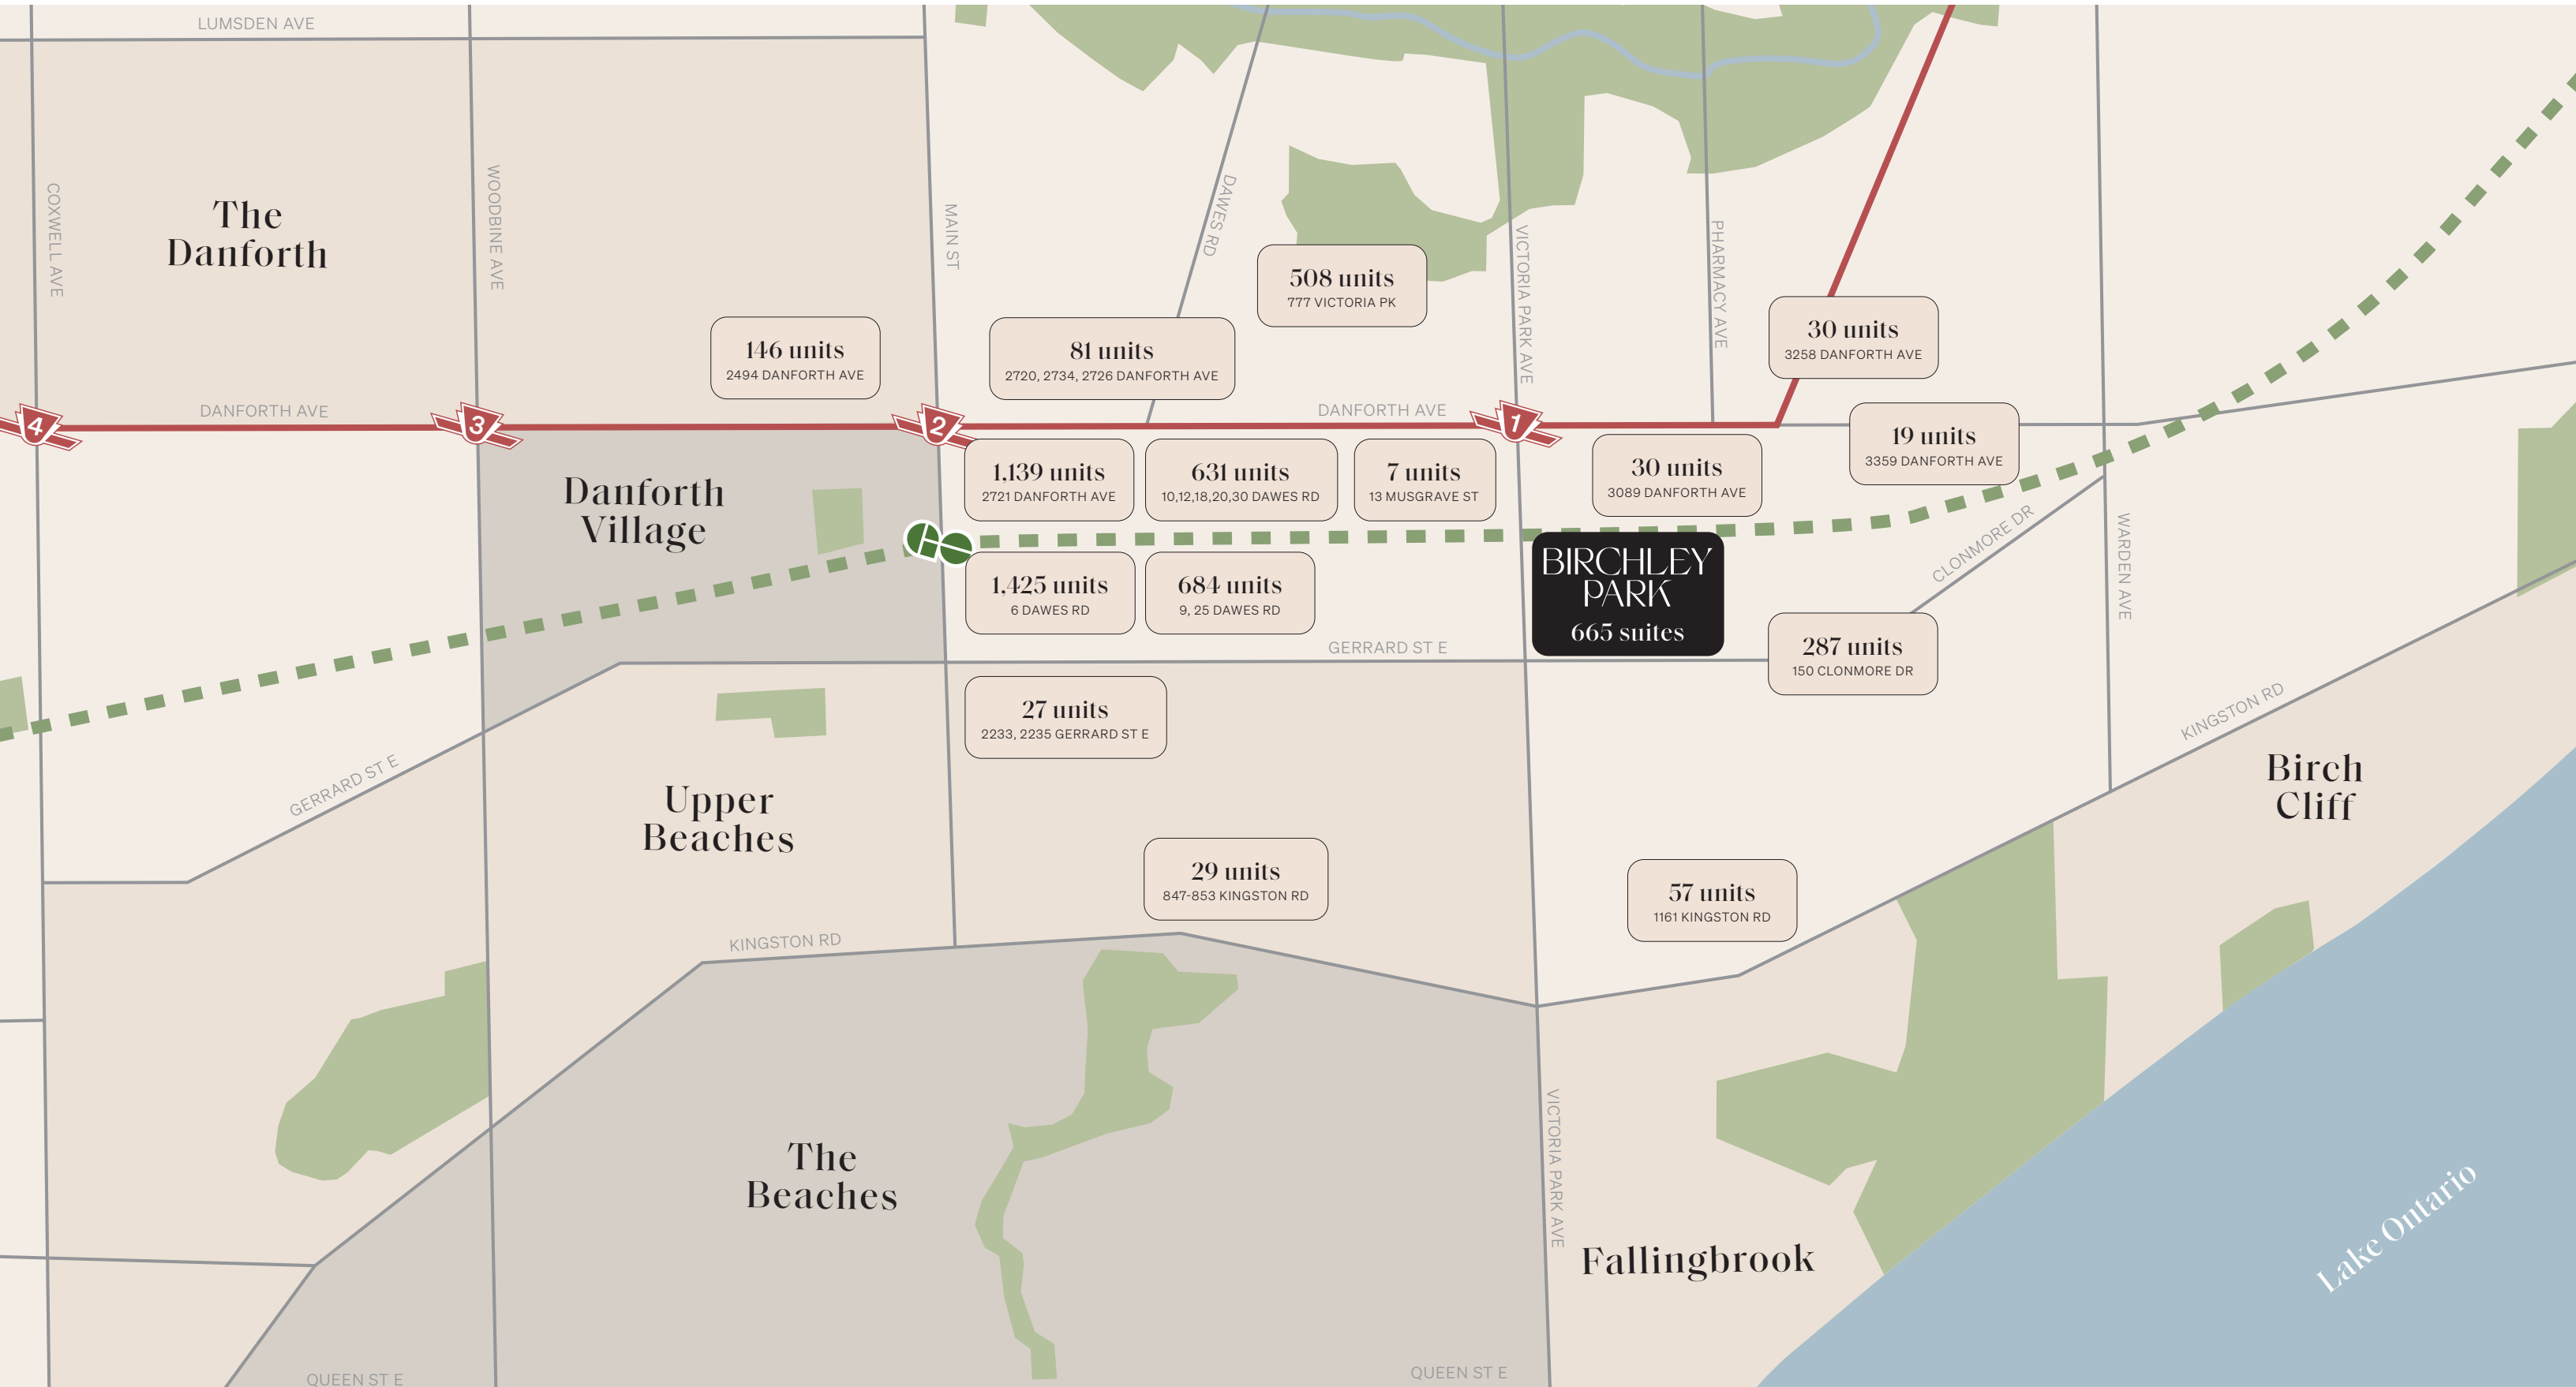 LUMSDEN AVE
COXWELL AVE
WOODBINE AVE
MAIN ST
DAWES RD
VICTORIA PARK AVE
PHARMACY AVE
The
Danforth
508 units
777 VICTORIA PK
146 units
2494 DANFORTH AVE
81 units
2720, 2734, 2726 DANFORTH AVE
30 units
3258 DANFORTH AVE
DANFORTH AVE
DANFORTH AVE
4
3
2
1
19 units
3359 DANFORTH AVE
1,139 units
2721 DANFORTH AVE
631 units
10,12,18,20,30 DAWES RD
7 units
13 MUSGRAVE ST
30 units
3089 DANFORTH AVE
Danforth
Village
CLONMORE DR
WARDEN AVE
BIRCHLEY
PARK
665 suites
1,425 units
6 DAWES RD
684 units
9, 25 DAWES RD
GERRARD ST E
287 units
150 CLONMORE DR
27 units
2233, 2235 GERRARD ST E
KINGSTON RD
GERRARD ST E
Upper
Beaches
Birch
Cliff
29 units
847-853 KINGSTON RD
57 units
1161 KINGSTON RD
KINGSTON RD
The
Beaches
VICTORIA PARK AVE
Fallingbrook
Lake Ontario
QUEEN ST E
QUEEN ST E